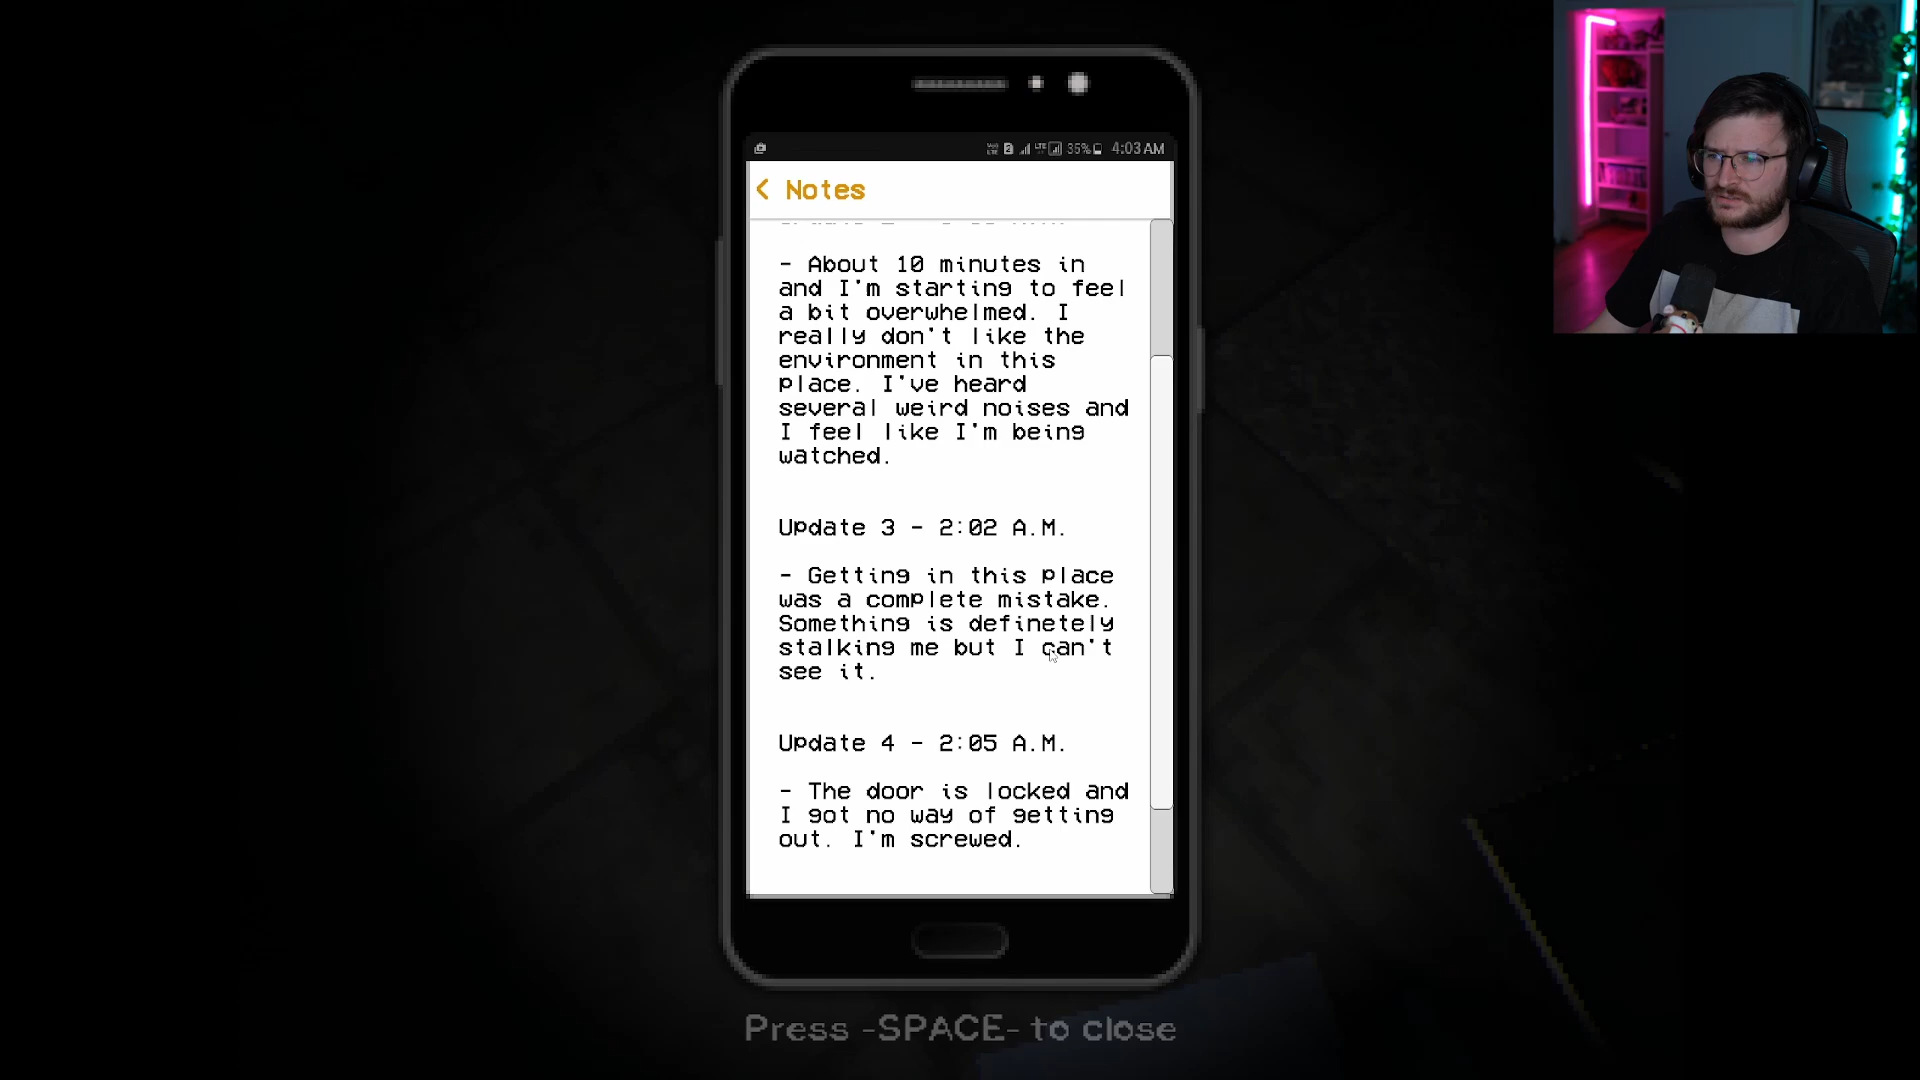 35% 4:03 AM
< Notes
- About 10 minutes in
and I'm starting to feel
a bit overwhelmed. I
really don't like the
environment in this
place. I've heard
several weird noises and
I feel like I'm being
watched.
Update 3 - 2:02 A.M.
- Getting in this place
was a complete mistake.
Something is definetely
stalking me but I can't
see it.
Update 4 - 2:05 A.M.
- The door is locked and
I got no way of getting
out. I'm screwed.
Press -SPACE- to close